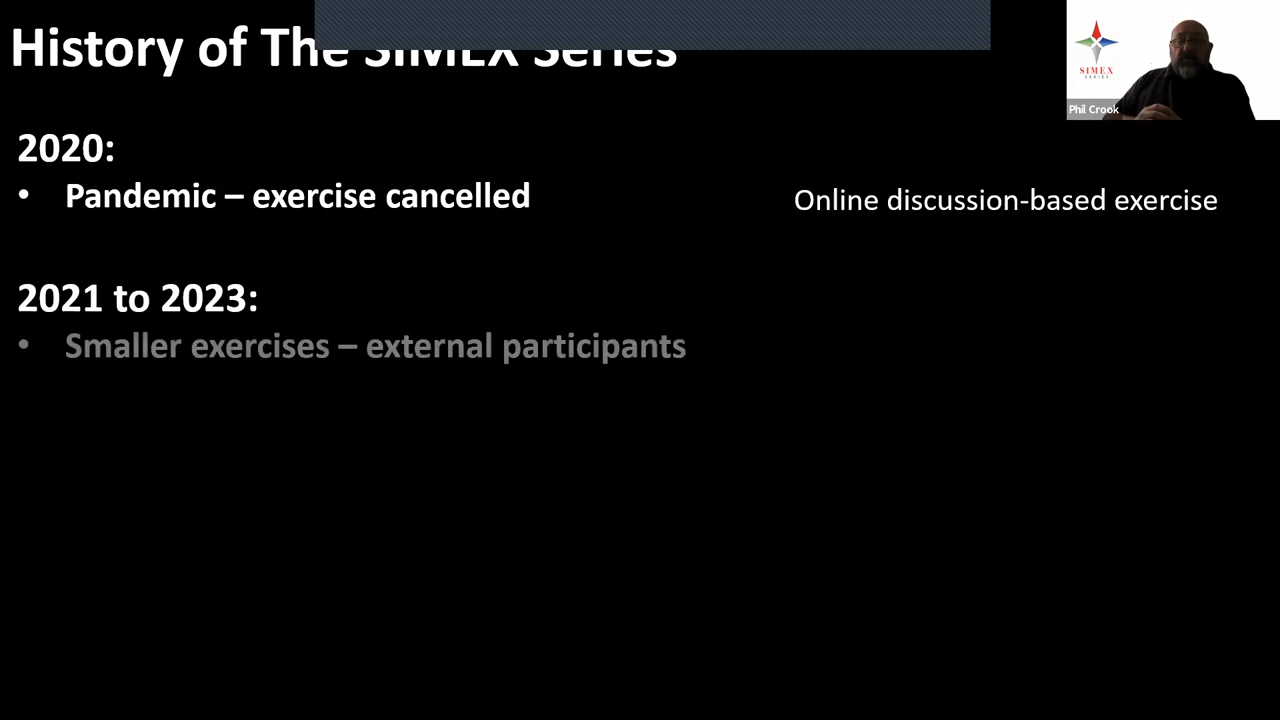 History of The SIMEX Series
SIMEX
SERIES
Phil Crook
2020:
• Pandemic – exercise cancelled
Online discussion-based exercise
2021 to 2023:
• Smaller exercises – external participants